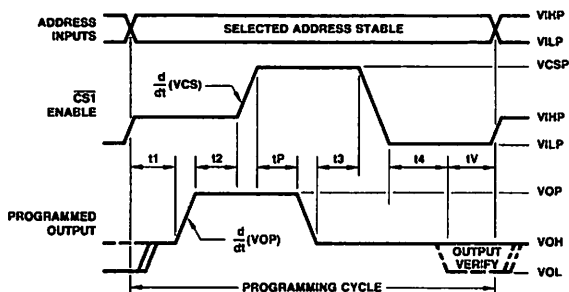 ADDRESS
INPUTS
SELECTED ADDRESS STABLE
VIHP
VILP
VCSP
d/dt (VCS)
CS1
ENABLE
VIHP
VILP
t1 t2 tP t3 t4 tV
VOP
PROGRAMMED
OUTPUT
d/dt (VOP)
VOH
OUTPUT
VERIFY
VOL
PROGRAMMING CYCLE